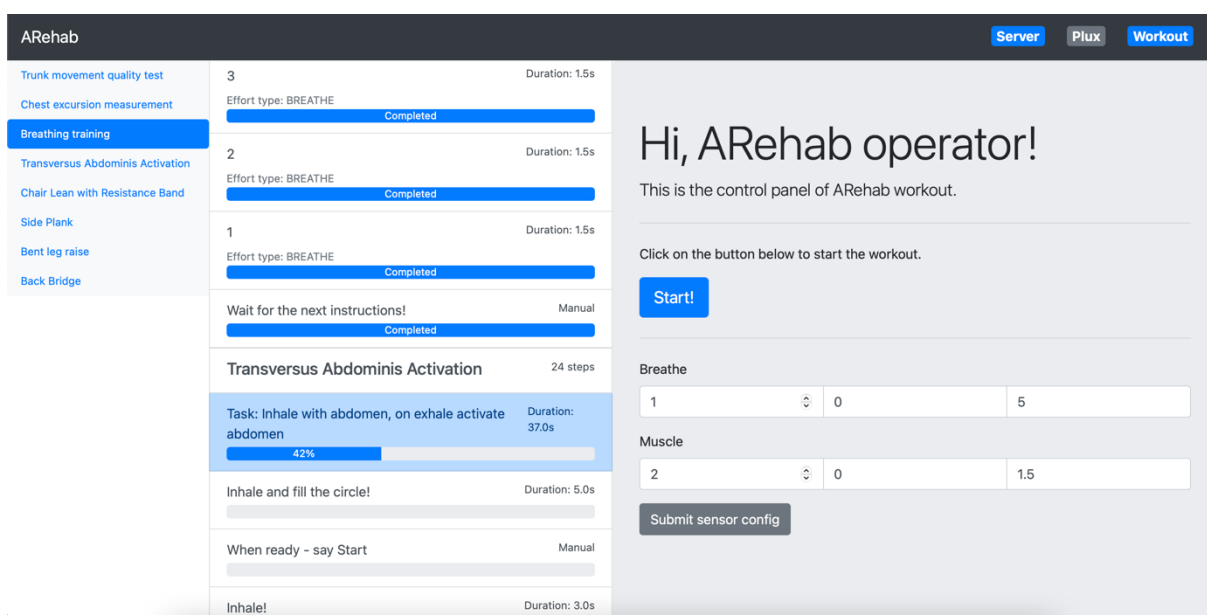 ARehab
Server
Plux
Workout
Trunk movement quality test
Chest excursion measurement
Breathing training
Transversus Abdominis Activation
Chair Lean with Resistance Band
Side Plank
Bent leg raise
Back Bridge
3 Duration: 1.5s
Effort type: BREATHE
Completed
2 Duration: 1.5s
Effort type: BREATHE
Completed
1 Duration: 1.5s
Effort type: BREATHE
Completed
Wait for the next instructions! Manual
Completed
Transversus Abdominis Activation 24 steps
Task: Inhale with abdomen, on exhale activate Duration:
abdomen 37.0s
42%
Inhale and fill the circle! Duration: 5.0s
When ready - say Start Manual
Inhale! Duration: 3.0s
Hi, ARehab operator!
This is the control panel of ARehab workout.
Click on the button below to start the workout.
Start!
Breathe
1 0 5
Muscle
2 0 1.5
Submit sensor config